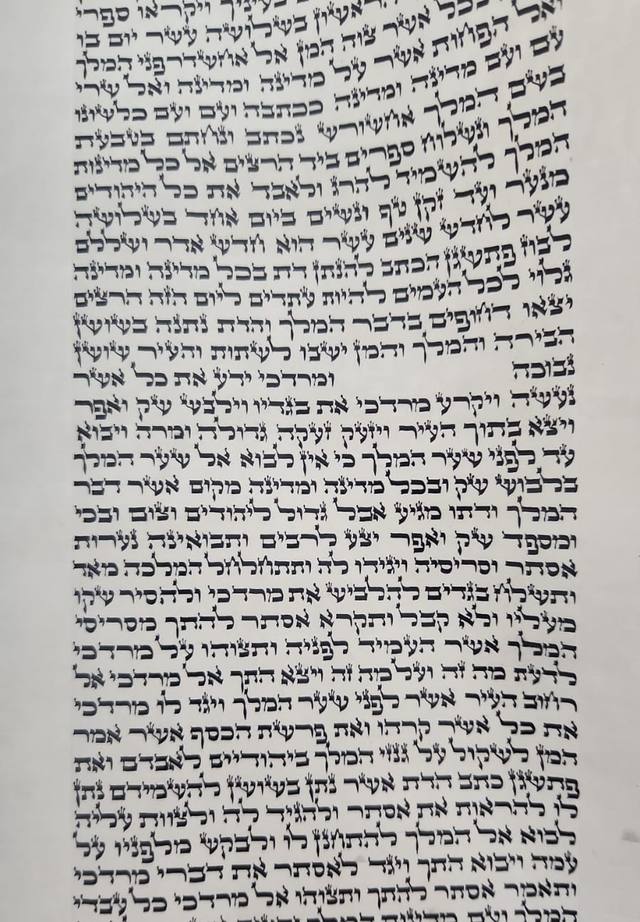 ויקראו ספרי
הראשון בשלושה עשר יום בו
ככל אשר צוה המן אל אחשדרפני המלך
ואל הפחות אשר על מדינה ומדינה ואל שרי
עם ועם מדינה ומדינה ככתבה ועם ועם כלשונו
בשם המלך אחשורש נכתב ונחתם בטבעת
המלך ונשלוח ספרים ביד הרצים אל כל מדינות
המלך להשמיד להרג ולאבד את כל היהודים
מנער ועד זקן טף ונשים ביום אחד בשלושה
עשר לחדש שנים עשר הוא חדש אדר ושללם
לבוז פתשגן הכתב להנתן דת בכל מדינה ומדינה
גלוי לכל העמים להיות עתדים ליום הזה הרצים
יצאו דחופים בדבר המלך והדת נתנה בשושן
הבירה והמלך והמן ישבו לשתות והעיר שושן
נבוכה ומרדכי ידע את כל אשר
נעשה ויקרע מרדכי את בגדיו וילבש שק ואפר
ויצא בתוך העיר ויזעק זעקה גדולה ומרה ויבוא
עד לפני שער המלך כי אין לבוא אל שער המלך
בלבוש שק ובכל מדינה ומדינה מקום אשר דבר
המלך ודתו מגיע אבל גדול ליהודים וצום ובכי
ומספד שק ואפר יצע לרבים ותבואינה נערות
אסתר וסריסיה ויגידו לה ותתחלחל המלכה מאד
ותשלח בגדים להלביש את מרדכי ולהסיר שקו
מעליו ולא קבל ותקרא אסתר להתך מסריסי
המלך אשר העמיד לפניה ותצוהו על מרדכי
לדעת מה זה ועל מה זה ויצא התך אל מרדכי אל
רחוב העיר אשר לפני שער המלך ויגד לו מרדכי
את כל אשר קרהו ואת פרשת הכסף אשר אמר
המן לשקול על גנזי המלך ביהודיים לאבדם ואת
פתשגן כתב הדת אשר נתן בשושן להשמידם נתן
לו להראות את אסתר ולהגיד לה ולצוות עליה
לבוא אל המלך להתחנן לו ולבקש מלפניו על
עמה ויבוא התך ויגד לאסתר את דברי מרדכי
ותאמר אסתר להתך ותצוהו אל מרדכי כל עבדי
המלך ועם מדינות המלך